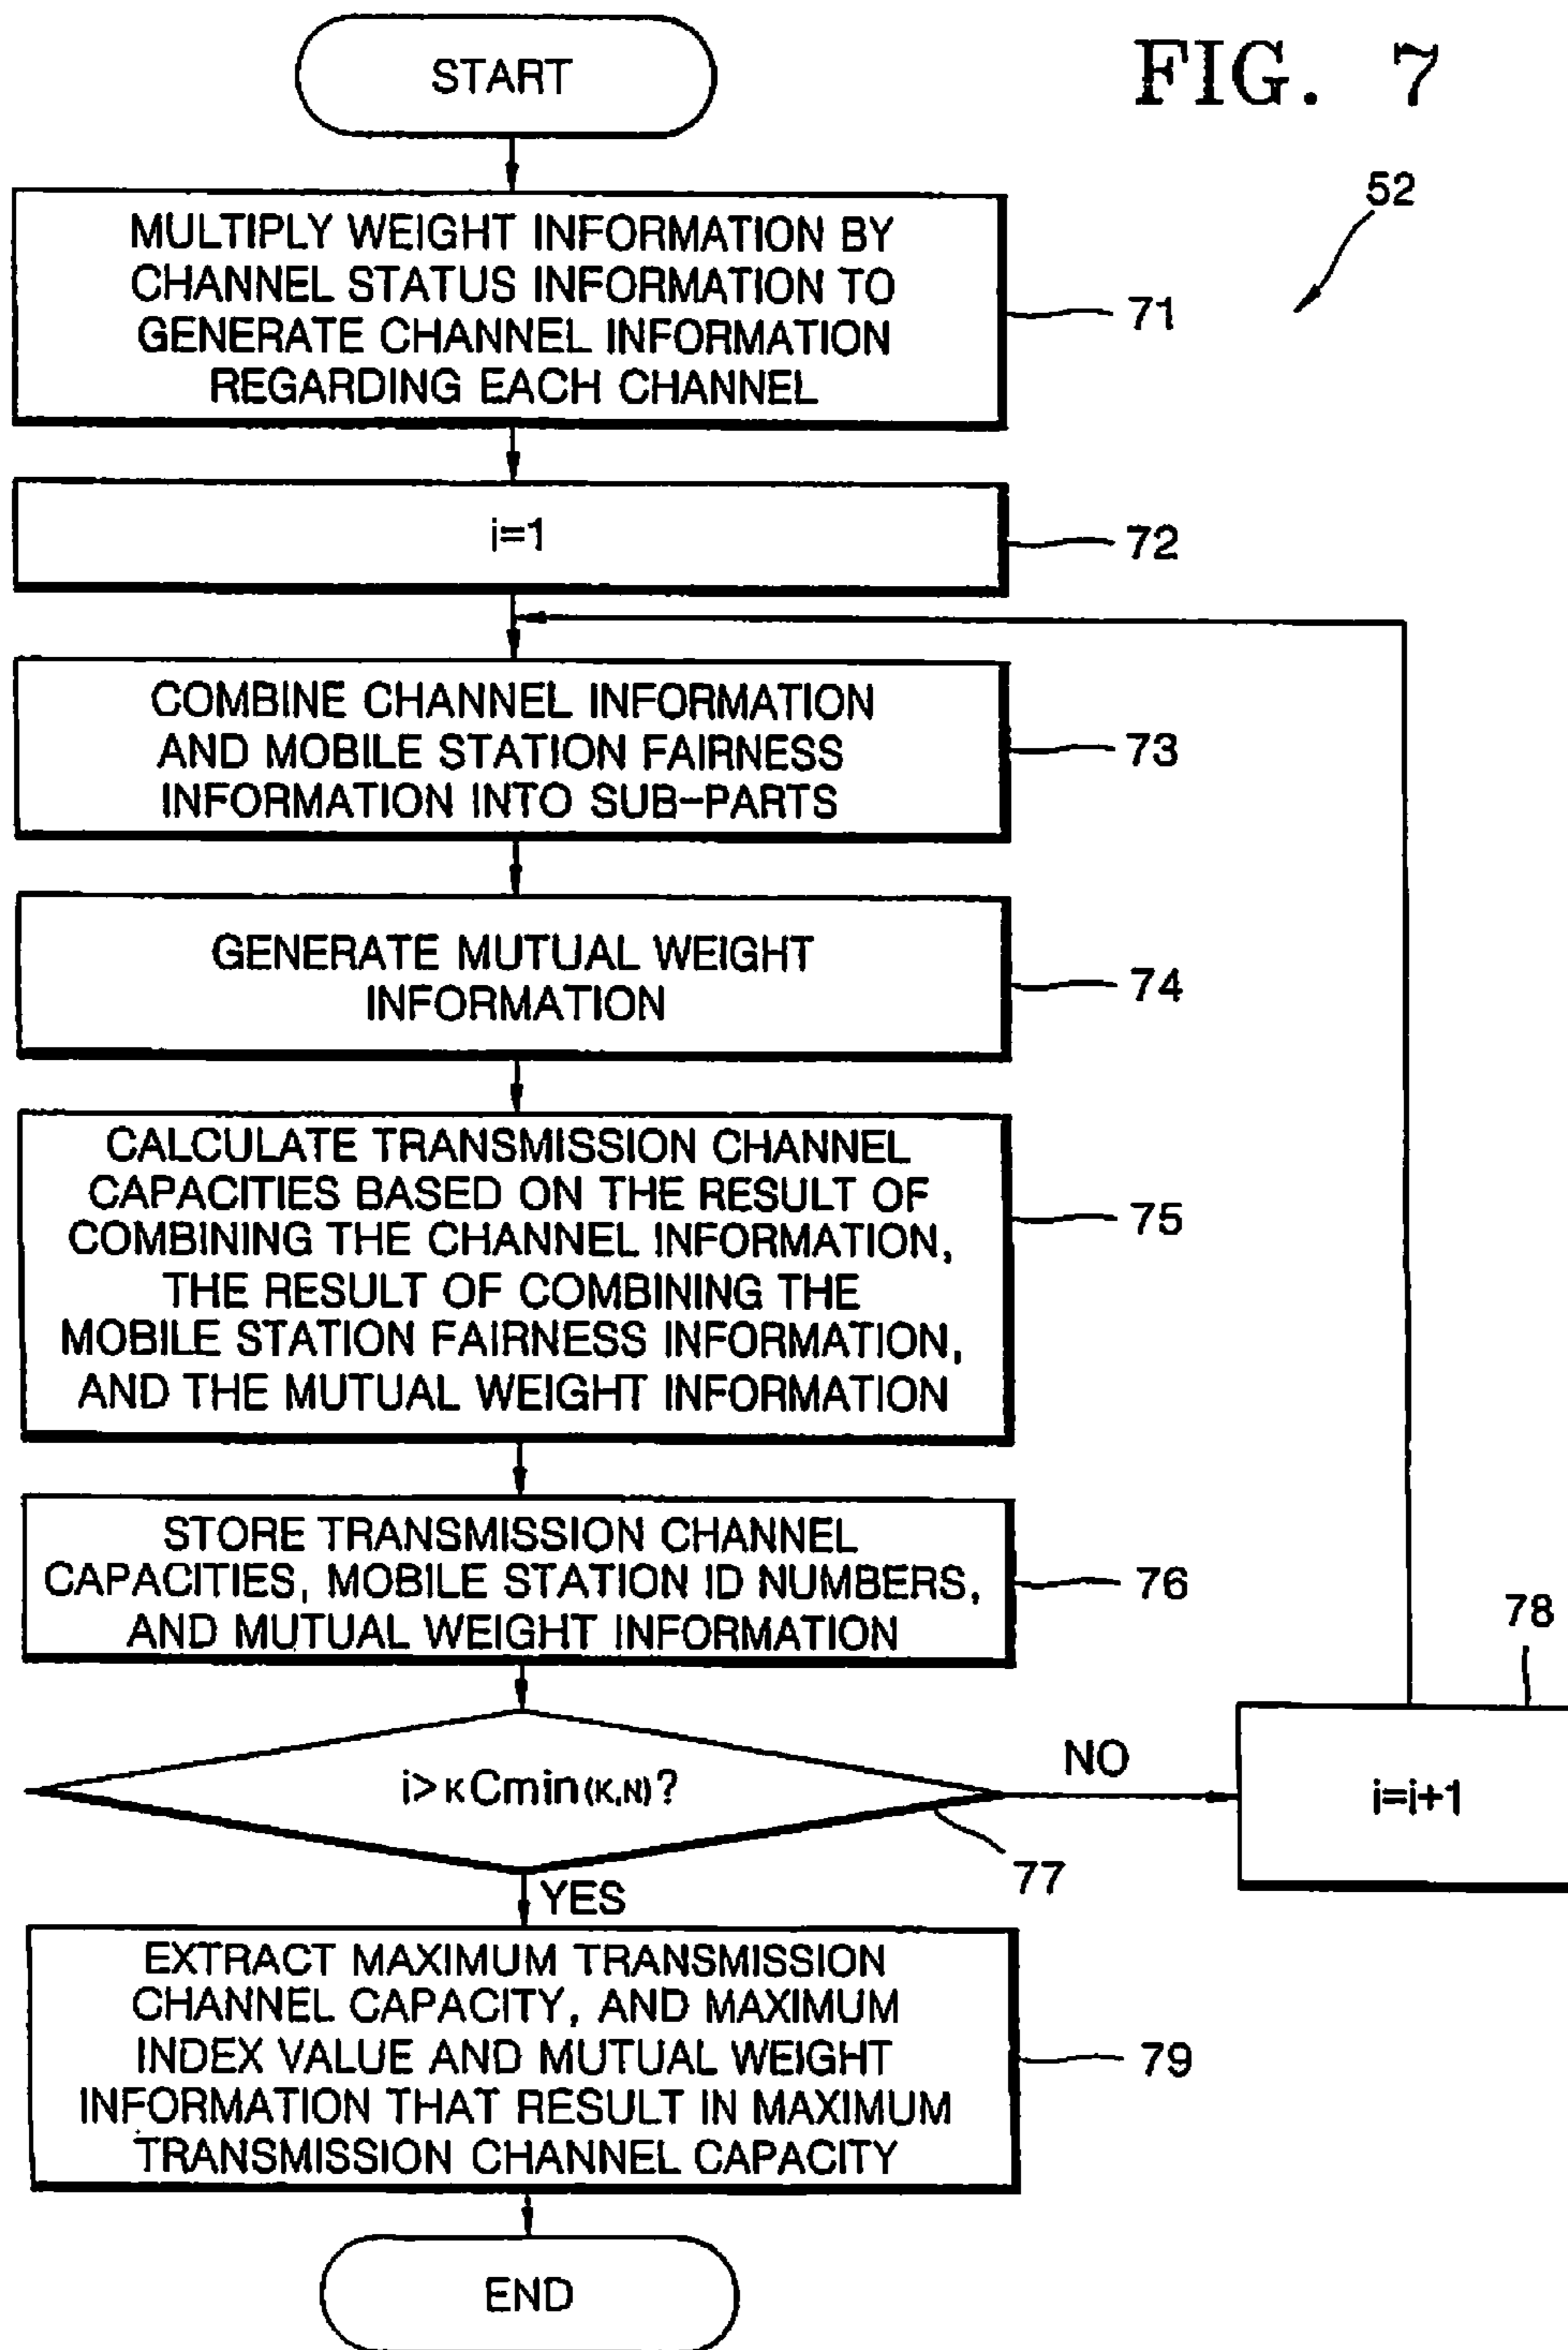 FIG. 7
52
START
MULTIPLY WEIGHT INFORMATION BY
CHANNEL STATUS INFORMATION TO
GENERATE CHANNEL INFORMATION
REGARDING EACH CHANNEL
71
i=1
72
COMBINE CHANNEL INFORMATION
AND MOBILE STATION FAIRNESS
INFORMATION INTO SUB-PARTS
73
GENERATE MUTUAL WEIGHT
INFORMATION
74
CALCULATE TRANSMISSION CHANNEL
CAPACITIES BASED ON THE RESULT OF
COMBINING THE CHANNEL INFORMATION,
THE RESULT OF COMBINING THE
MOBILE STATION FAIRNESS INFORMATION,
AND THE MUTUAL WEIGHT INFORMATION
75
STORE TRANSMISSION CHANNEL
CAPACITIES, MOBILE STATION ID NUMBERS,
AND MUTUAL WEIGHT INFORMATION
76
i>KCmin(K,N)?
77
NO
78
i=i+1
YES
EXTRACT MAXIMUM TRANSMISSION
CHANNEL CAPACITY, AND MAXIMUM
INDEX VALUE AND MUTUAL WEIGHT
INFORMATION THAT RESULT IN MAXIMUM
TRANSMISSION CHANNEL CAPACITY
79
END